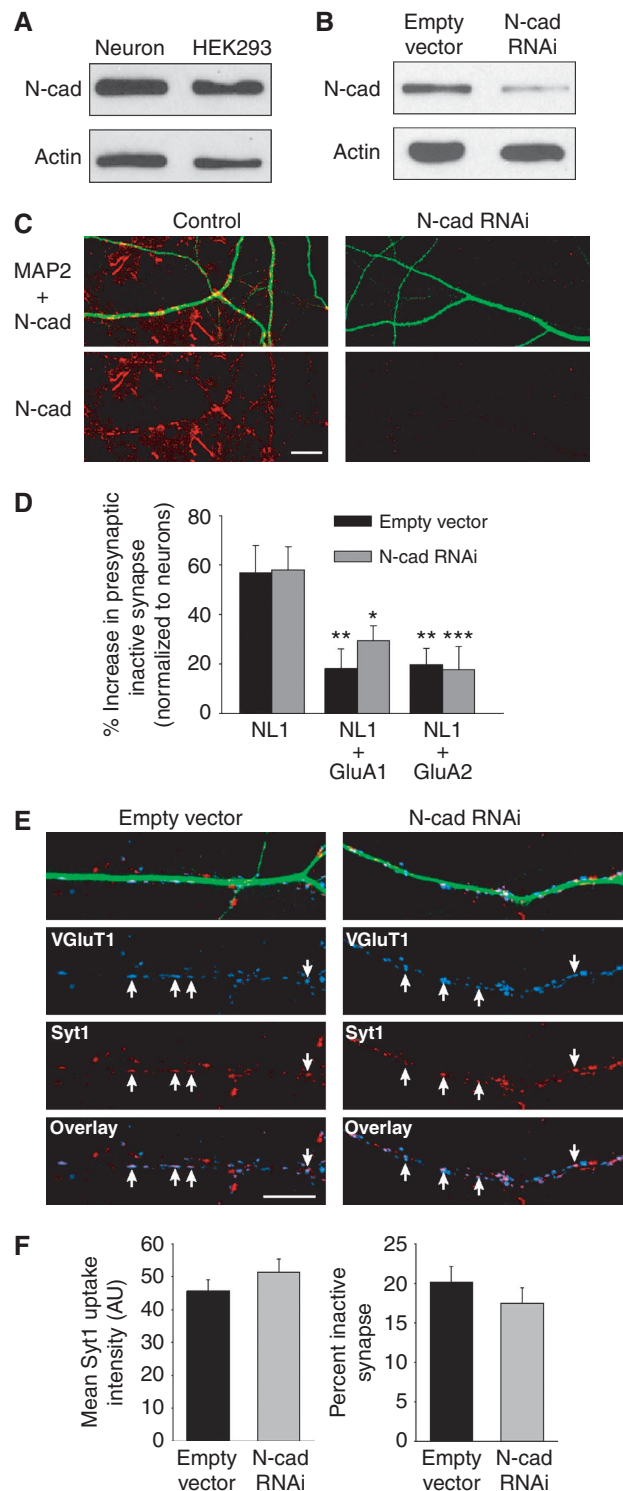 A
Neuron HEK293
N-cad
Actin
B
Empty vector
N-cad RNAi
N-cad
Actin
C
Control
N-cad RNAi
MAP2 + N-cad
N-cad
D
% Increase in presynaptic
inactive synapse
(normalized to neurons)
80
60
40
20
0
Empty vector
N-cad RNAi
**
*
**
***
NL1
NL1 + GluA1
NL1 + GluA2
E
Empty vector
N-cad RNAi
VGluT1
VGluT1
Syt1
Syt1
Overlay
Overlay
F
Mean Syt1 uptake
intensity (AU)
60
50
40
30
20
10
0
Empty vector
N-cad RNAi
Percent inactive
synapse
25
20
15
10
5
0
Empty vector
N-cad RNAi